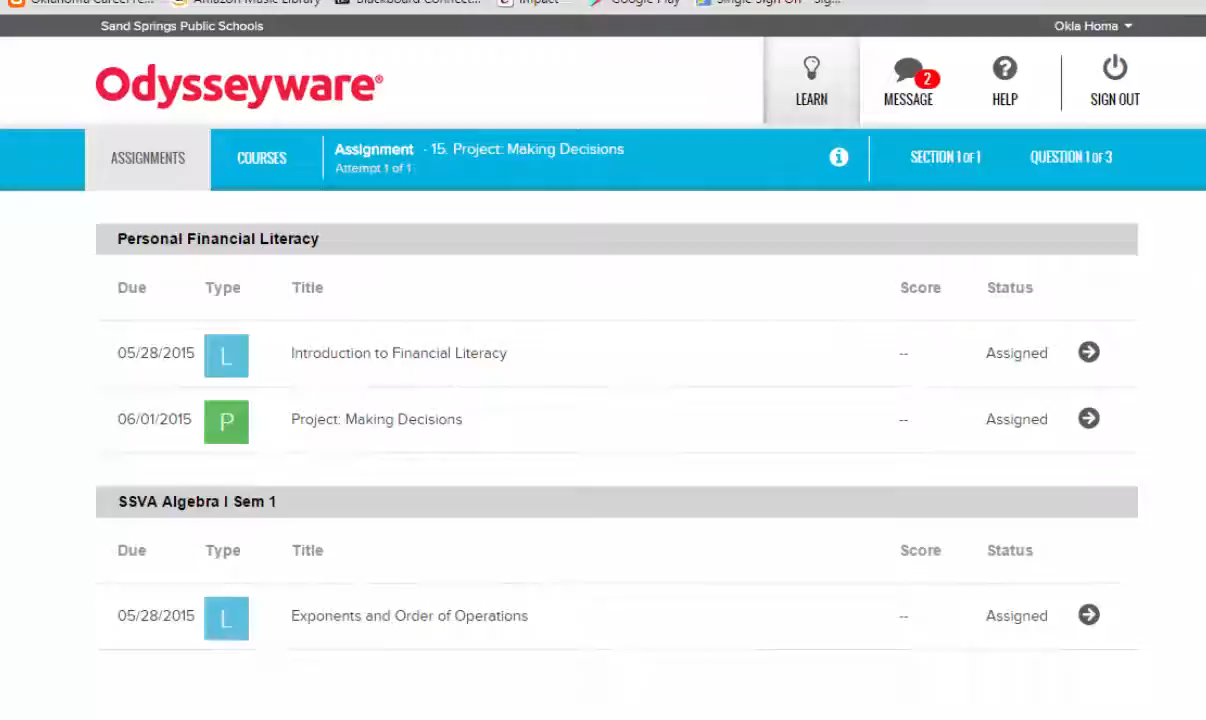 Sand Springs Public Schools Okla Homa
Odysseyware®
LEARN MESSAGE 2 HELP SIGN OUT
ASSIGNMENTS COURSES Assignment - 15. Project: Making Decisions SECTION 1 OF 1 QUESTION 1 OF 3
Attempt 1 of 1
Personal Financial Literacy
Due Type Title Score Status
05/28/2015 L Introduction to Financial Literacy -- Assigned
06/01/2015 P Project: Making Decisions -- Assigned
SSVA Algebra I Sem 1
Due Type Title Score Status
05/28/2015 L Exponents and Order of Operations -- Assigned